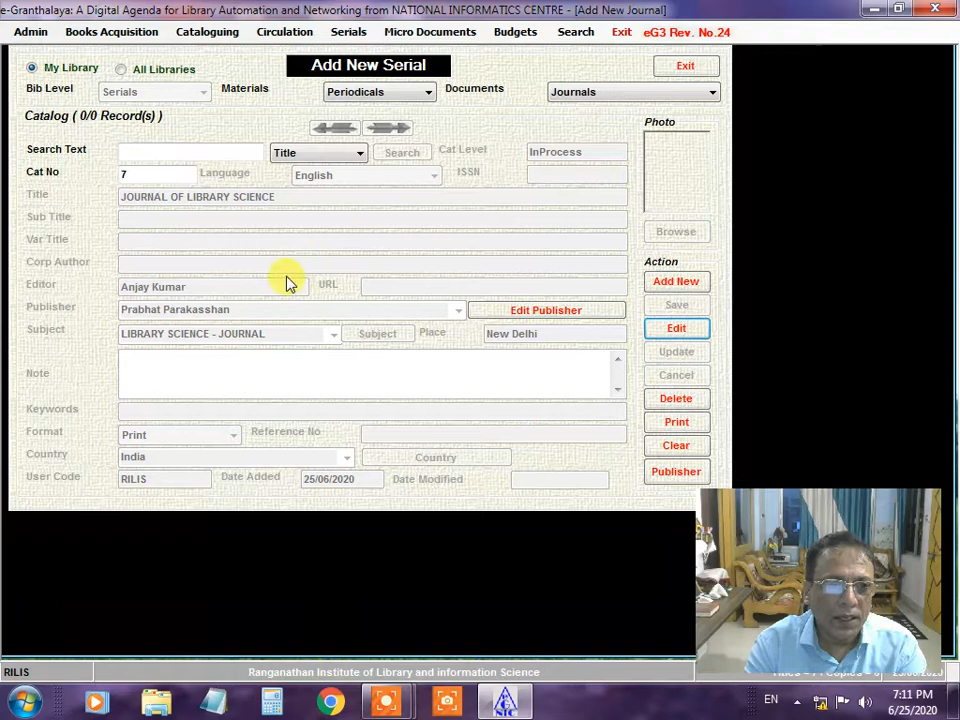 e-Granthalaya: A Digital Agenda for Library Automation and Networking from NATIONAL INFORMATICS CENTRE - [Add New Journal]
Admin Books Acquisition Cataloguing Circulation Serials Micro Documents Budgets Search Exit eG3 Rev. No.24
My Library All Libraries Add New Serial Exit
Bib Level Serials Materials Periodicals Documents Journals
Catalog ( 0/0 Record(s) ) Photo
Search Text Title Search Cat Level InProcess
Cat No 7 Language English ISSN
Title JOURNAL OF LIBRARY SCIENCE
Sub Title
Var Title Browse
Corp Author Action
Editor Anjay Kumar URL Add New
Publisher Prabhat Parakasshan Edit Publisher Save
Subject LIBRARY SCIENCE - JOURNAL Subject Place New Delhi Edit
Update
Note Cancel
Delete
Keywords Print
Format Print Reference No Clear
Country India Country
User Code RILIS Date Added 25/06/2020 Date Modified Publisher
RILIS Ranganathan Institute of Library and information Science
EN 7:11 PM
6/25/2020